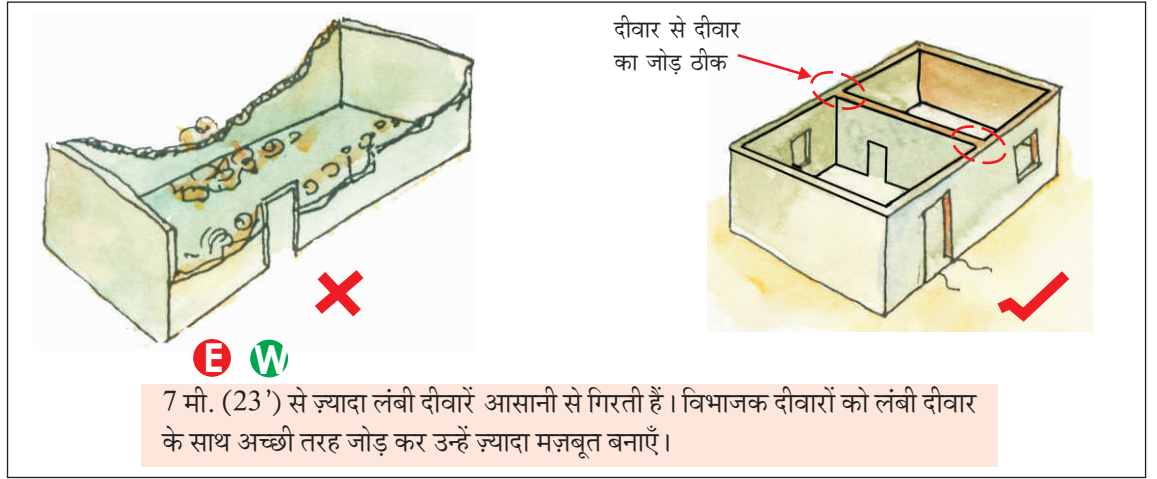 दीवार से दीवार
का जोड़ ठीक
E W
7 मी. (23’) से ज़्यादा लंबी दीवारें आसानी से गिरती हैं। विभाजक दीवारों को लंबी दीवार
के साथ अच्छी तरह जोड़ कर उन्हें ज़्यादा मज़बूत बनाएँ।